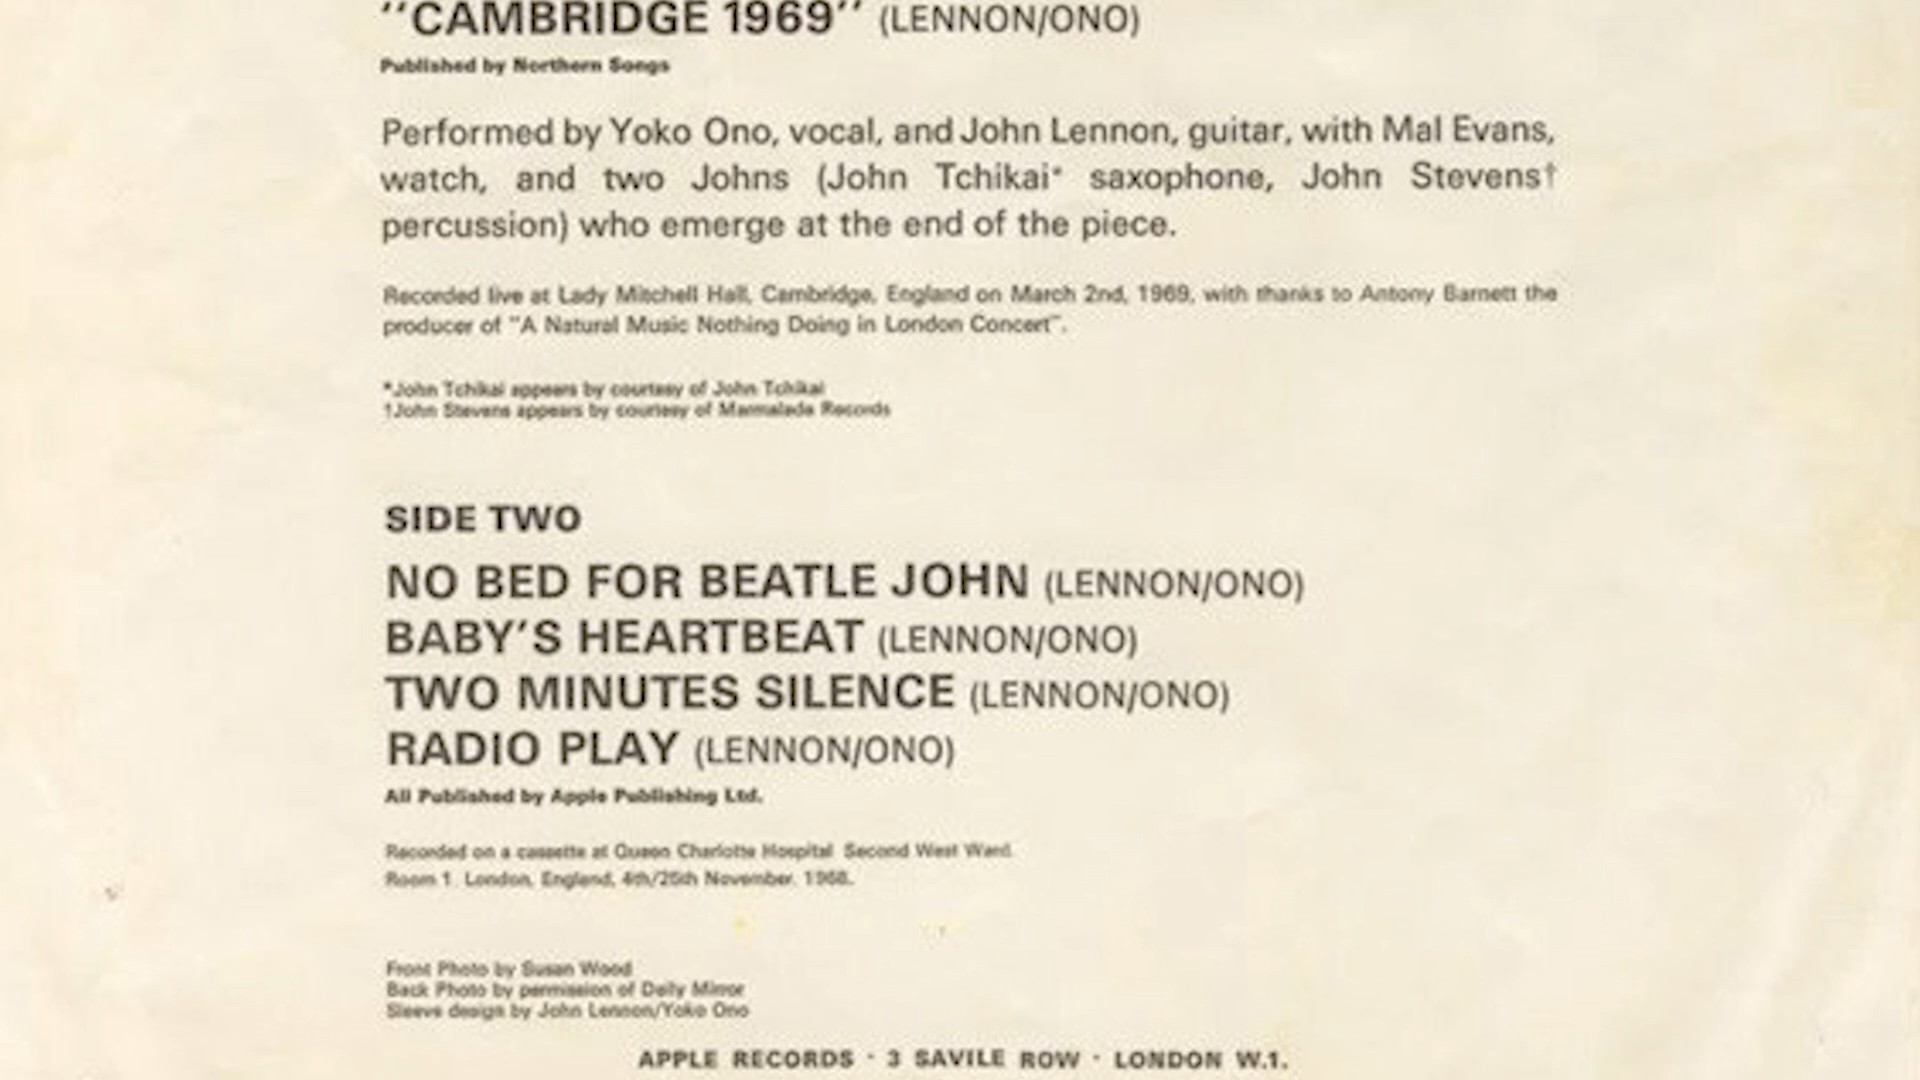 "CAMBRIDGE 1969" (LENNON/ONO)
Published by Northern Songs
Performed by Yoko Ono, vocal, and John Lennon, guitar, with Mal Evans,
watch, and two Johns (John Tchikai* saxophone, John Stevens†
percussion) who emerge at the end of the piece.
Recorded live at Lady Mitchell Hall, Cambridge, England on March 2nd, 1969, with thanks to Antony Barnett the
producer of "A Natural Music Nothing Doing in London Concert".
*John Tchikai appears by courtesy of John Tchikai
†John Stevens appears by courtesy of Marmalade Records
SIDE TWO
NO BED FOR BEATLE JOHN (LENNON/ONO)
BABY'S HEARTBEAT (LENNON/ONO)
TWO MINUTES SILENCE (LENNON/ONO)
RADIO PLAY (LENNON/ONO)
All Published by Apple Publishing Ltd.
Recorded on a cassette at Queen Charlotte Hospital Second West Ward
Room 1 London, England, 4th/25th November, 1968.
Front Photo by Susan Wood
Back Photo by permission of Daily Mirror
Sleeve design by John Lennon/Yoko Ono
APPLE RECORDS · 3 SAVILE ROW · LONDON W.1.